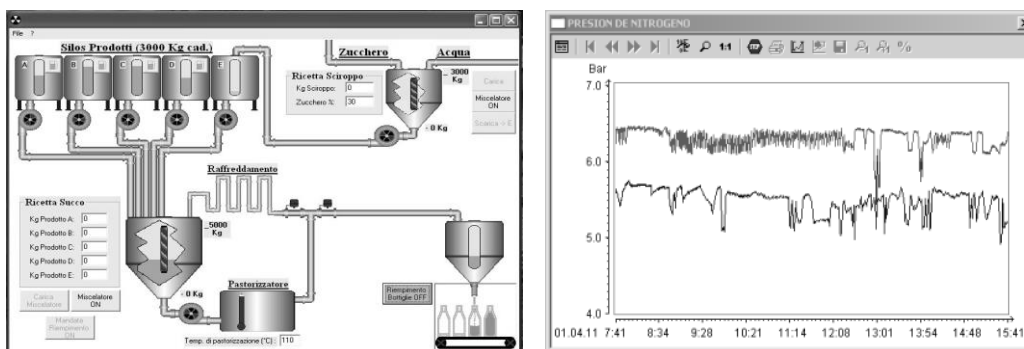 File ?
Silos Prodotti (3000 Kg cad.)
A B C D E
Zucchero Acqua
Ricetta Sciroppo
Kg Sciroppo: 0
Zucchero %: 30
3000
Kg
Carica
Miscelatore
ON
Scarica -> E
- 0 Kg
Raffreddamento
Ricetta Succo
Kg Prodotto A: 0
Kg Prodotto B: 0
Kg Prodotto C: 0
Kg Prodotto D: 0
Kg Prodotto E: 0
5000
Kg
- 0 Kg
Carica
Miscelatore
Miscelatore
ON
Mandata
Riempimento
ON
Pastorizzatore
Temp. di pastorizzazione (°C): 110
Riempimento
Bottiglie OFF
PRESION DE NITROGENO
1:1
Bar
7.0
6.0
5.0
4.0
01.04.11 7:41 8:34 9:28 10:21 11:14 12:08 13:01 13:54 14:48 15:41